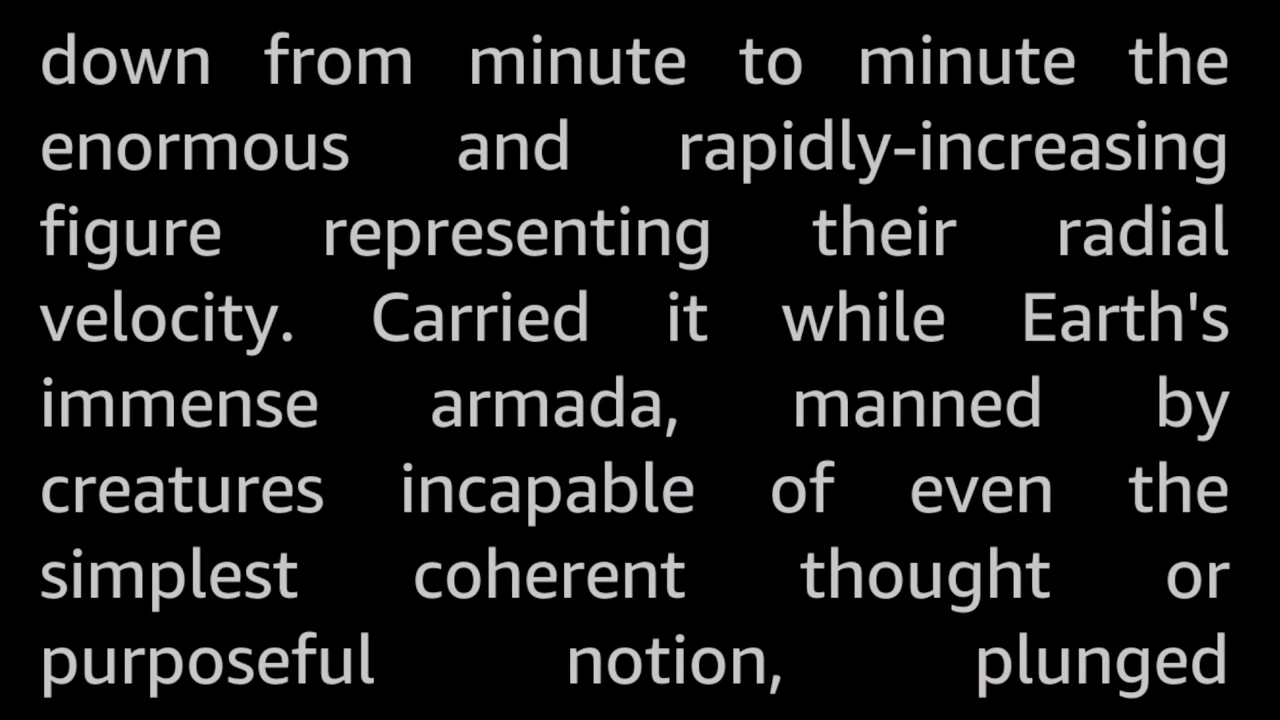 down from minute to minute the
enormous and rapidly-increasing
figure representing their radial
velocity. Carried it while Earth's
immense armada, manned by
creatures incapable of even the
simplest coherent thought or
purposeful notion, plunged